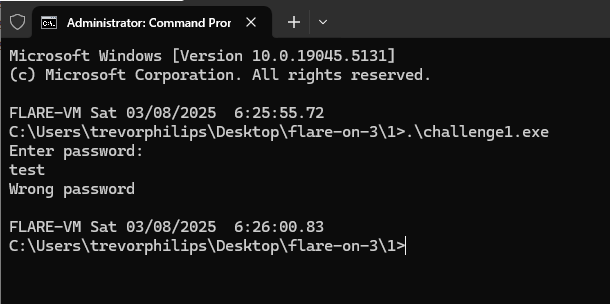 Administrator: Command Pron
Microsoft Windows [Version 10.0.19045.5131]
(c) Microsoft Corporation. All rights reserved.
FLARE-VM Sat 03/08/2025  6:25:55.72
C:\Users\trevorphilips\Desktop\flare-on-3\1>.\challenge1.exe
Enter password:
test
Wrong password
FLARE-VM Sat 03/08/2025  6:26:00.83
C:\Users\trevorphilips\Desktop\flare-on-3\1>